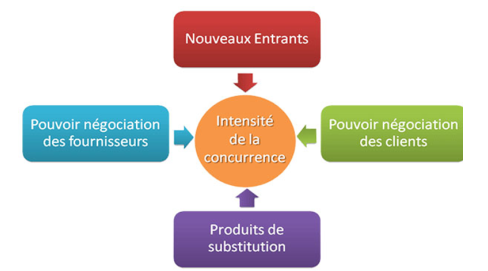 Nouveaux Entrants
Pouvoir négociation
des fournisseurs
Intensité
de la
concurrence
Pouvoir négociation
des clients
Produits de
substitution